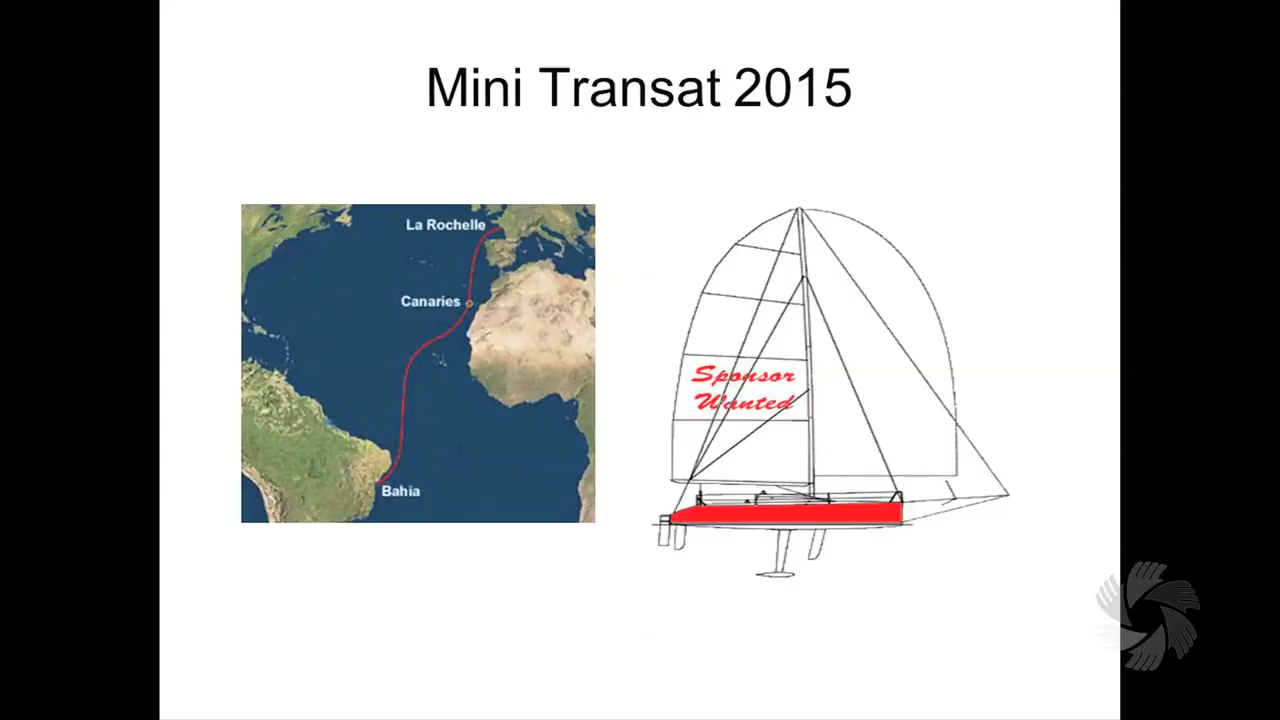 Mini Transat 2015
La Rochelle
Canaries
Bahia
Sponsor
Wanted